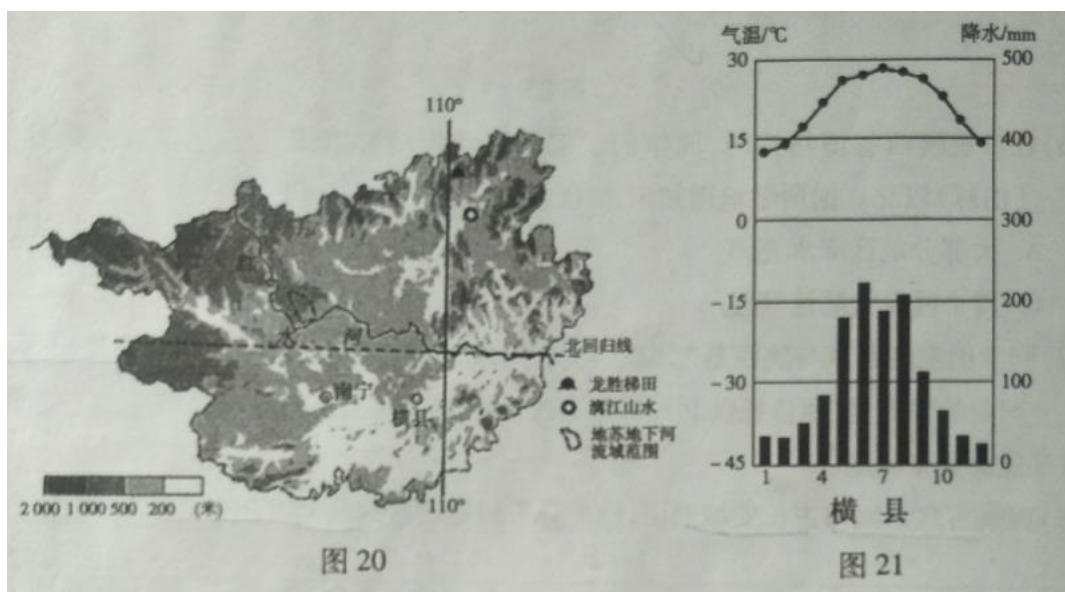 110°
红
水
河
北回归线
南宁
横县
龙胜梯田
漓江山水
地苏地下河
流域范围
2 000 1 000 500 200 (米)
110°
图 20
气温/℃ 降水/mm
30 500
15 400
0 300
-15 200
-30 100
-45 0
1 4 7 10
横 县
图 21